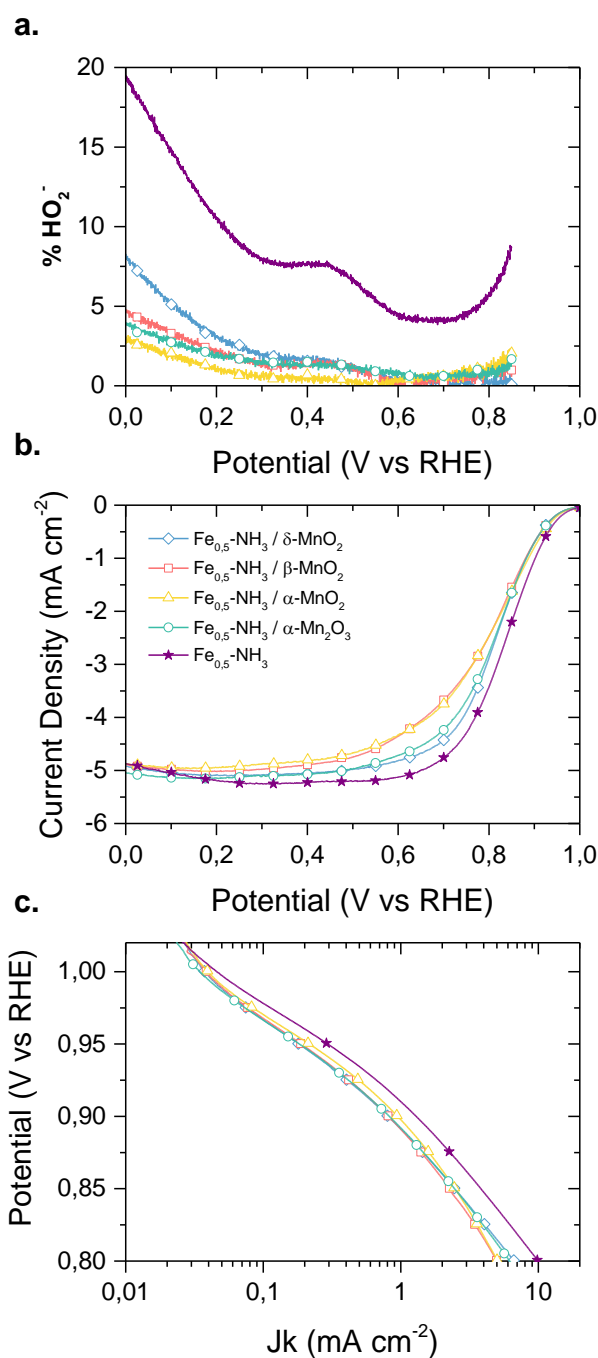 a.
20
15
10
5
0
% HO₂⁻
0,0 0,2 0,4 0,6 0,8 1,0
Potential (V vs RHE)
b.
0
-1
-2
-3
-4
-5
-6
Current Density (mA cm⁻²)
Fe₀,₅-NH₃ / δ-MnO₂
Fe₀,₅-NH₃ / β-MnO₂
Fe₀,₅-NH₃ / α-MnO₂
Fe₀,₅-NH₃ / α-Mn₂O₃
Fe₀,₅-NH₃
0,0 0,2 0,4 0,6 0,8 1,0
Potential (V vs RHE)
c.
1,00
0,95
0,90
0,85
0,80
Potential (V vs RHE)
0,01 0,1 1 10
Jk (mA cm⁻²)